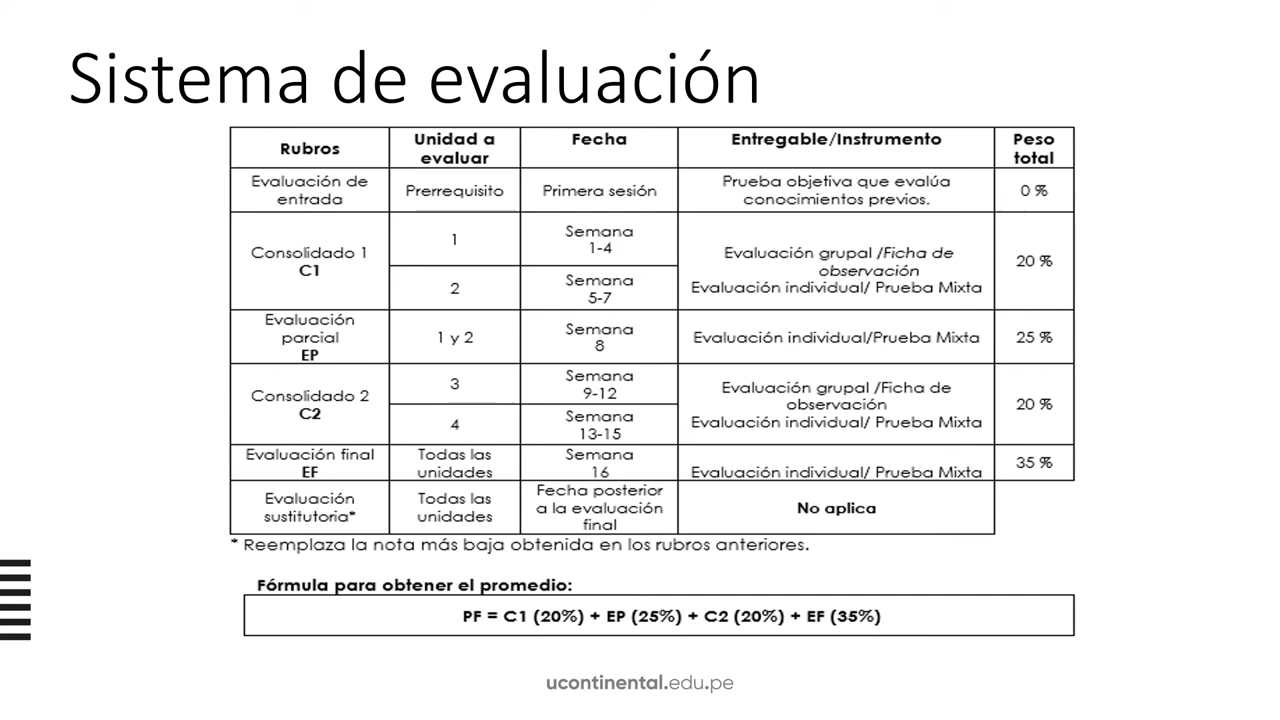 Sistema de evaluación
Rubros
Unidad a
evaluar
Fecha
Entregable/Instrumento
Peso
total
Evaluación de
entrada
Prerrequisito
Primera sesión
Prueba objetiva que evalúa
conocimientos previos.
0 %
Consolidado 1
C1
1
Semana
1-4
2
Semana
5-7
Evaluación grupal /Ficha de
observación
Evaluación individual/ Prueba Mixta
20 %
Evaluación
parcial
EP
1 y 2
Semana
8
Evaluación individual/Prueba Mixta
25 %
Consolidado 2
C2
3
Semana
9-12
4
Semana
13-15
Evaluación grupal /Ficha de
observación
Evaluación individual/ Prueba Mixta
20 %
Evaluación final
EF
Todas las
unidades
Semana
16
Evaluación individual/ Prueba Mixta
35 %
Evaluación
sustitutoria*
Todas las
unidades
Fecha posterior
a la evaluación
final
No aplica
* Reemplaza la nota más baja obtenida en los rubros anteriores.
Fórmula para obtener el promedio:
PF = C1 (20%) + EP (25%) + C2 (20%) + EF (35%)
ucontinental.edu.pe